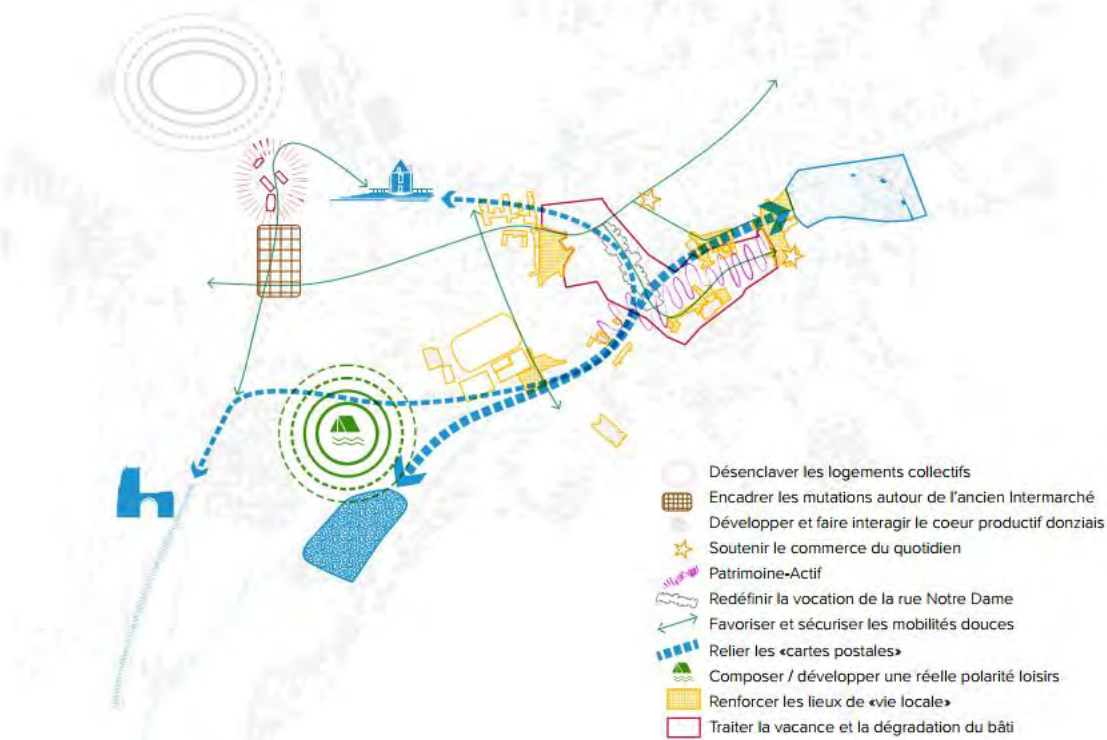 Désenclaver les logements collectifs
Encadrer les mutations autour de l'ancien Intermarché
Développer et faire interagir le coeur productif donziais
Soutenir le commerce du quotidien
Patrimoine-Actif
Redéfinir la vocation de la rue Notre Dame
Favoriser et sécuriser les mobilités douces
Relier les «cartes postales»
Composer / développer une réelle polarité loisirs
Renforcer les lieux de «vie locale»
Traiter la vacance et la dégradation du bâti